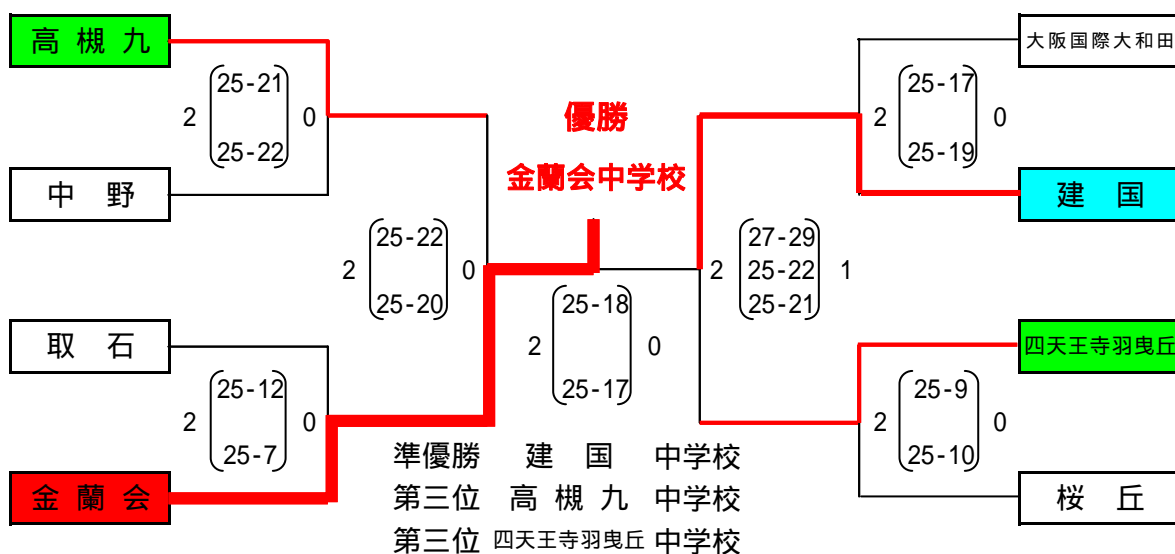 高槻九
大阪国際大和田
2
25-21
25-22
0
2
25-17
25-19
0
優勝
金蘭会中学校
中野
建国
2
25-22
25-20
0
2
27-29
25-22
25-21
1
2
25-18
25-17
0
取石
四天王寺羽曳丘
2
25-12
25-7
0
2
25-9
25-10
0
金蘭会
桜丘
準優勝 建国 中学校
第三位 高槻九 中学校
第三位 四天王寺羽曳丘 中学校